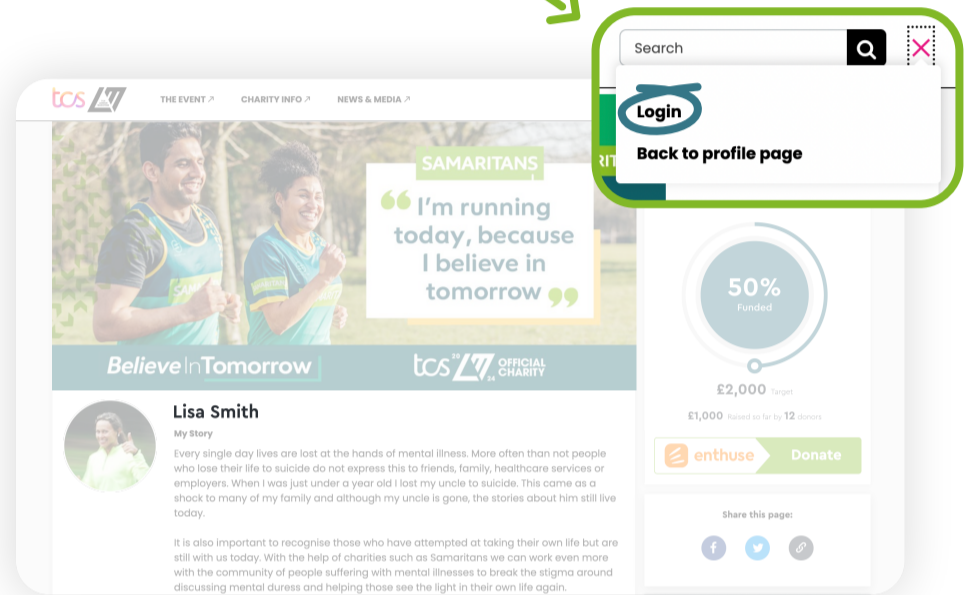 Search
Login
Back to profile page
tcs
THE EVENT ↗ CHARITY INFO ↗ NEWS & MEDIA ↗
SAMARITANS
“ I’m running
today, because
I believe in
tomorrow ”
BelieveInTomorrow
tcs 20 24 OFFICIAL
CHARITY
Lisa Smith
My Story
Every single day lives are lost at the hands of mental illness. More often than not people
who lose their life to suicide do not express this to friends, family, healthcare services or
employers. When I was just under a year old I lost my uncle to suicide. This came as a
shock to many of my family and although my uncle is gone, the stories about him still live
today.
It is also important to recognise those who have attempted at taking their own life but are
still with us today. With the help of charities such as Samaritans we can work even more
with the community of people suffering with mental illnesses to break the stigma around
discussing mental duress and helping those see the light in their own life again.
50%
Funded
£2,000 Target
£1,000 Raised so far by 12 donors
enthuse Donate
Share this page: